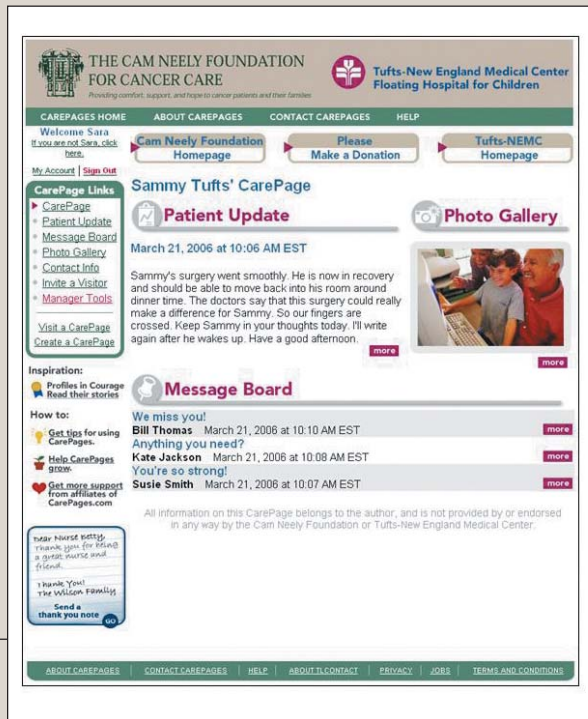 THE CAM NEELY FOUNDATION
FOR CANCER CARE
Providing comfort, support, and hope to cancer patients and their families
Tufts-New England Medical Center
Floating Hospital for Children
CAREPAGES HOME ABOUT CAREPAGES CONTACT CAREPAGES HELP
Welcome Sara
If you are not Sara, click
here.
My Account | Sign Out
Cam Neely Foundation
Homepage
Please
Make a Donation
Tufts-NEMC
Homepage
CarePage Links
CarePage
Patient Update
Message Board
Photo Gallery
Contact Info
Invite a Visitor
Manager Tools
Visit a CarePage
Create a CarePage
Inspiration:
Profiles in Courage
Read their stories
How to:
Get tips for using
CarePages.
Help CarePages
grow.
Get more support
from affiliates of
CarePages.com
Dear Nurse Betty,
Thank you for being
a great nurse and
friend.
Thank You!
The Wilson Family
Send a
thank you note
GO
Sammy Tufts' CarePage
Patient Update
March 21, 2006 at 10:06 AM EST
Sammy's surgery went smoothly. He is now in recovery
and should be able to move back into his room around
dinner time. The doctors say that this surgery could really
make a difference for Sammy. So our fingers are
crossed. Keep Sammy in your thoughts today. I'll write
again after he wakes up. Have a good afternoon.
more
Photo Gallery
more
Message Board
We miss you!
Bill Thomas March 21, 2006 at 10:10 AM EST more
Anything you need?
Kate Jackson March 21, 2006 at 10:08 AM EST more
You're so strong!
Susie Smith March 21, 2006 at 10:07 AM EST more
All information on this CarePage belongs to the author, and is not provided by or endorsed
in any way by the Cam Neely Foundation or Tufts-New England Medical Center.
ABOUT CAREPAGES | CONTACT CAREPAGES | HELP | ABOUT TLCONTACT | PRIVACY | JOBS | TERMS AND CONDITIONS